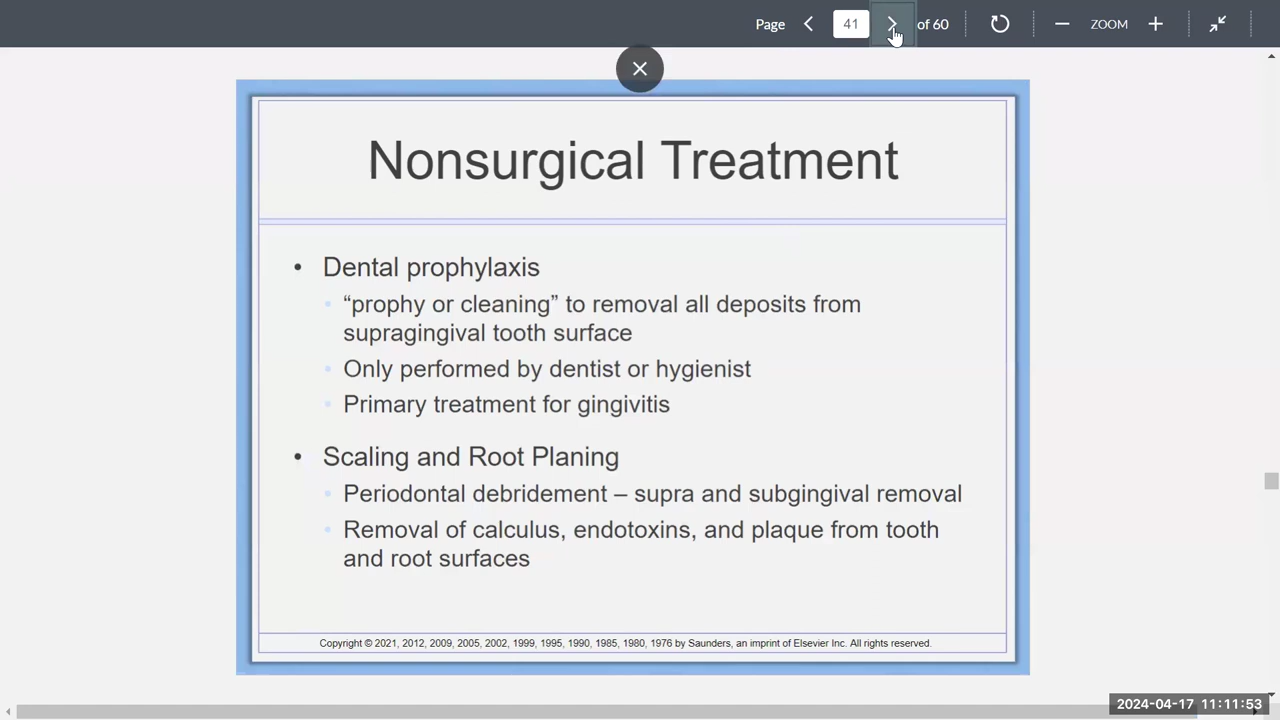 Page 41 of 60 ZOOM
Nonsurgical Treatment
• Dental prophylaxis
▪ “prophy or cleaning” to removal all deposits from
supragingival tooth surface
▪ Only performed by dentist or hygienist
▪ Primary treatment for gingivitis
• Scaling and Root Planing
▪ Periodontal debridement – supra and subgingival removal
▪ Removal of calculus, endotoxins, and plaque from tooth
and root surfaces
Copyright © 2021, 2012, 2009, 2005, 2002, 1999, 1995, 1990, 1985, 1980, 1976 by Saunders, an imprint of Elsevier Inc. All rights reserved.
2024-04-17 11:11:53